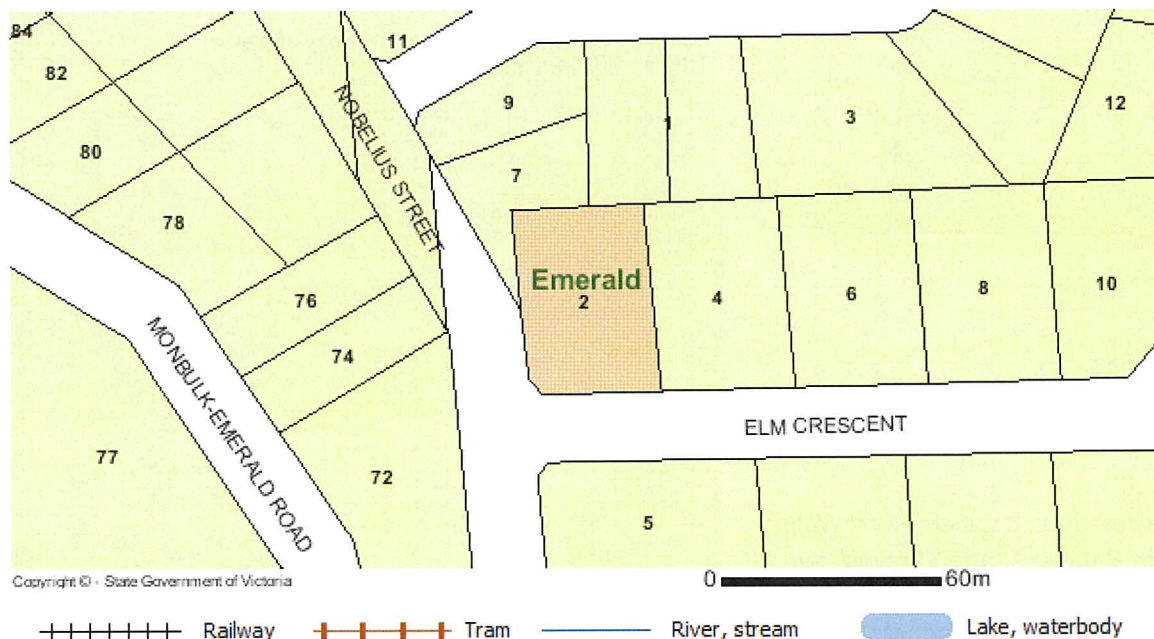 84
82
80
78
76
74
72
77
11
9
7
1
3
12
NOBELIUS STREET
Emerald
2
4
6
8
10
MONBULK-EMERALD ROAD
ELM CRESCENT
5
Copyright © - State Government of Victoria
0 60m
Railway Tram River, stream Lake, waterbody